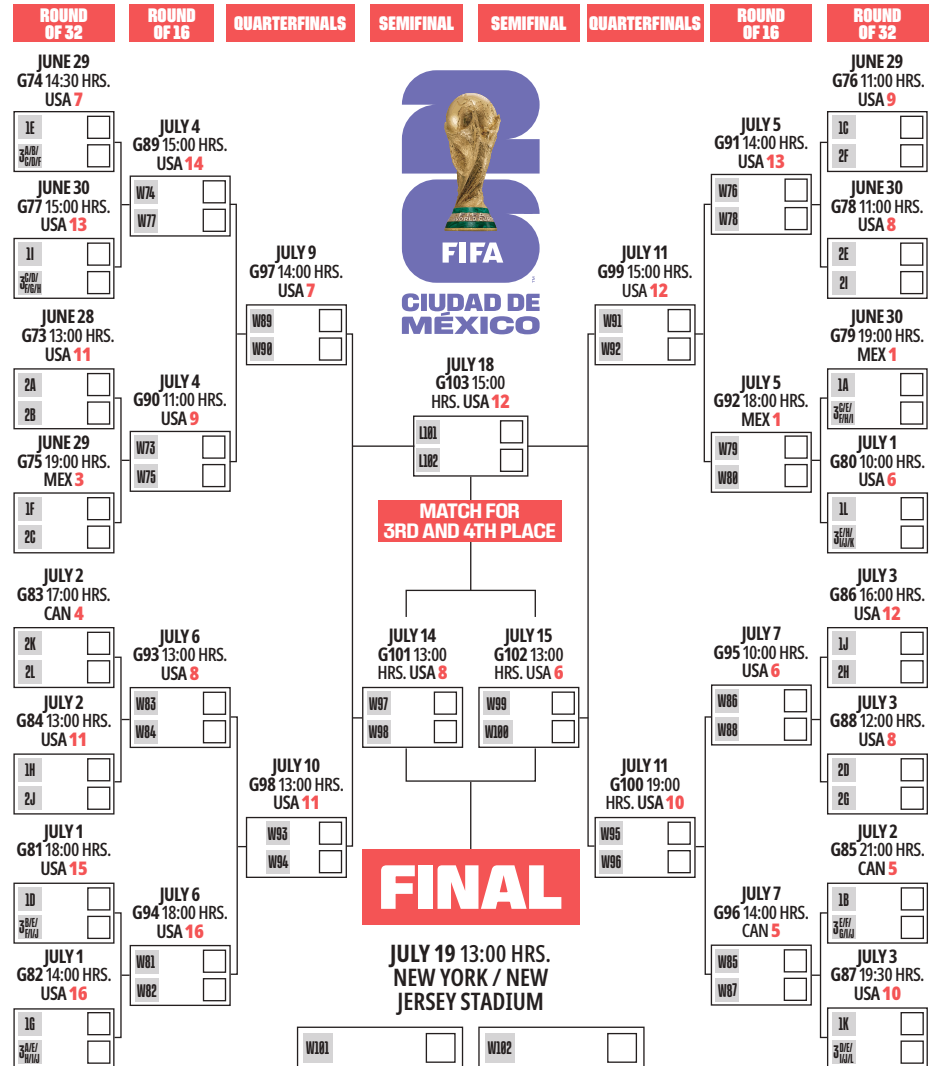 ROUND
OF 32
ROUND
OF 16
QUARTERFINALS
SEMIFINAL
SEMIFINAL
QUARTERFINALS
ROUND
OF 16
ROUND
OF 32
JUNE 29
G74 14:30 HRS.
USA 7
1E
3 A/B/
C/D/F
JUNE 30
G77 15:00 HRS.
USA 13
1I
3 C/D/
F/G/H
JUNE 28
G73 13:00 HRS.
USA 11
2A
2B
JUNE 29
G75 19:00 HRS.
MEX 3
1F
2C
JULY 2
G83 17:00 HRS.
CAN 4
2K
2L
JULY 2
G84 13:00 HRS.
USA 11
1H
2J
JULY 1
G81 18:00 HRS.
USA 15
1D
3 B/E/
F/I/J
JULY 1
G82 14:00 HRS.
USA 16
1G
3 A/E/
H/I/J
JULY 4
G89 15:00 HRS.
USA 14
W74
W77
JULY 4
G90 11:00 HRS.
USA 9
W73
W75
JULY 6
G93 13:00 HRS.
USA 8
W83
W84
JULY 6
G94 18:00 HRS.
USA 16
W81
W82
JULY 9
G97 14:00 HRS.
USA 7
W89
W90
JULY 10
G98 13:00 HRS.
USA 11
W93
W94
FIFA WORLD CUP
FIFA
CIUDAD DE
MÉXICO
JULY 18
G103 15:00
HRS. USA 12
L101
L102
MATCH FOR
3RD AND 4TH PLACE
JULY 14
G101 13:00
HRS. USA 8
W97
W98
JULY 15
G102 13:00
HRS. USA 6
W99
W100
FINAL
JULY 19 13:00 HRS.
NEW YORK / NEW
JERSEY STADIUM
W101
W102
JULY 11
G99 15:00 HRS.
USA 12
W91
W92
JULY 11
G100 19:00
HRS. USA 10
W95
W96
JULY 5
G91 14:00 HRS.
USA 13
W76
W78
JULY 5
G92 18:00 HRS.
MEX 1
W79
W80
JULY 7
G95 10:00 HRS.
USA 6
W86
W88
JULY 7
G96 14:00 HRS.
CAN 5
W85
W87
JUNE 29
G76 11:00 HRS.
USA 9
1C
2F
JUNE 30
G78 11:00 HRS.
USA 8
2E
2I
JUNE 30
G79 19:00 HRS.
MEX 1
1A
3 C/E/
F/H/I
JULY 1
G80 10:00 HRS.
USA 6
1L
3 E/H/
I/J/K
JULY 3
G86 16:00 HRS.
USA 12
1J
2H
JULY 3
G88 12:00 HRS.
USA 8
2D
2G
JULY 2
G85 21:00 HRS.
CAN 5
1B
3 E/F/
G/I/J
JULY 3
G87 19:30 HRS.
USA 10
1K
3 D/E/
I/J/L